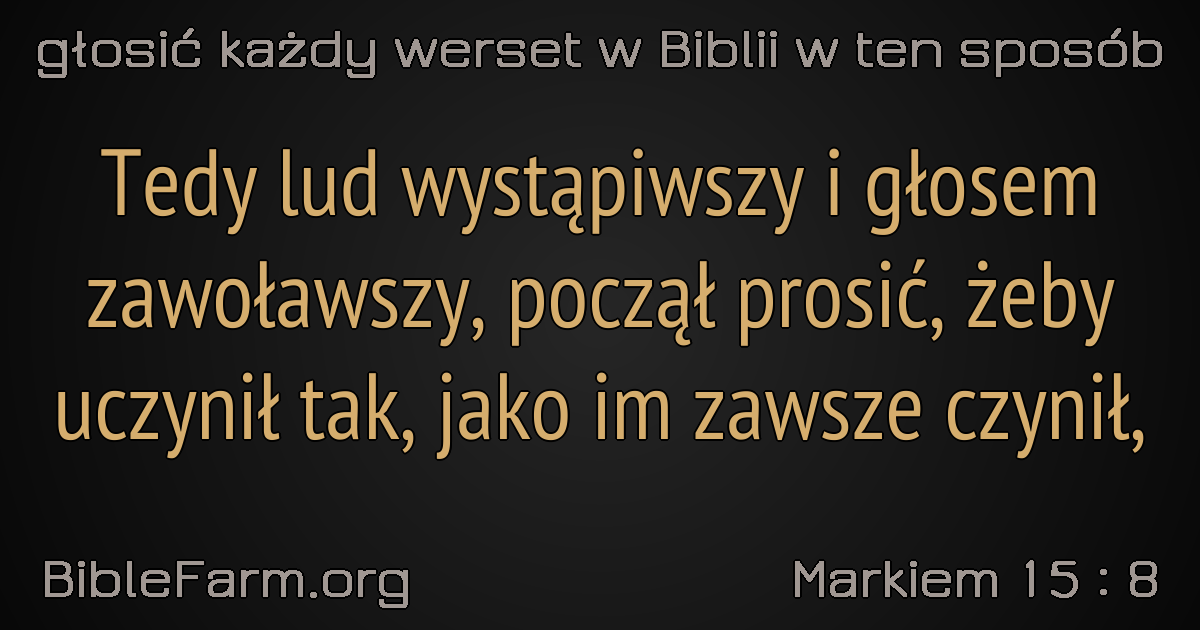 głosić każdy werset w Biblii w ten sposób
Tedy lud wystąpiwszy i głosem
zawoławszy, począł prosić, żeby
uczynił tak, jako im zawsze czynił,
BibleFarm.org
Markiem 15 : 8